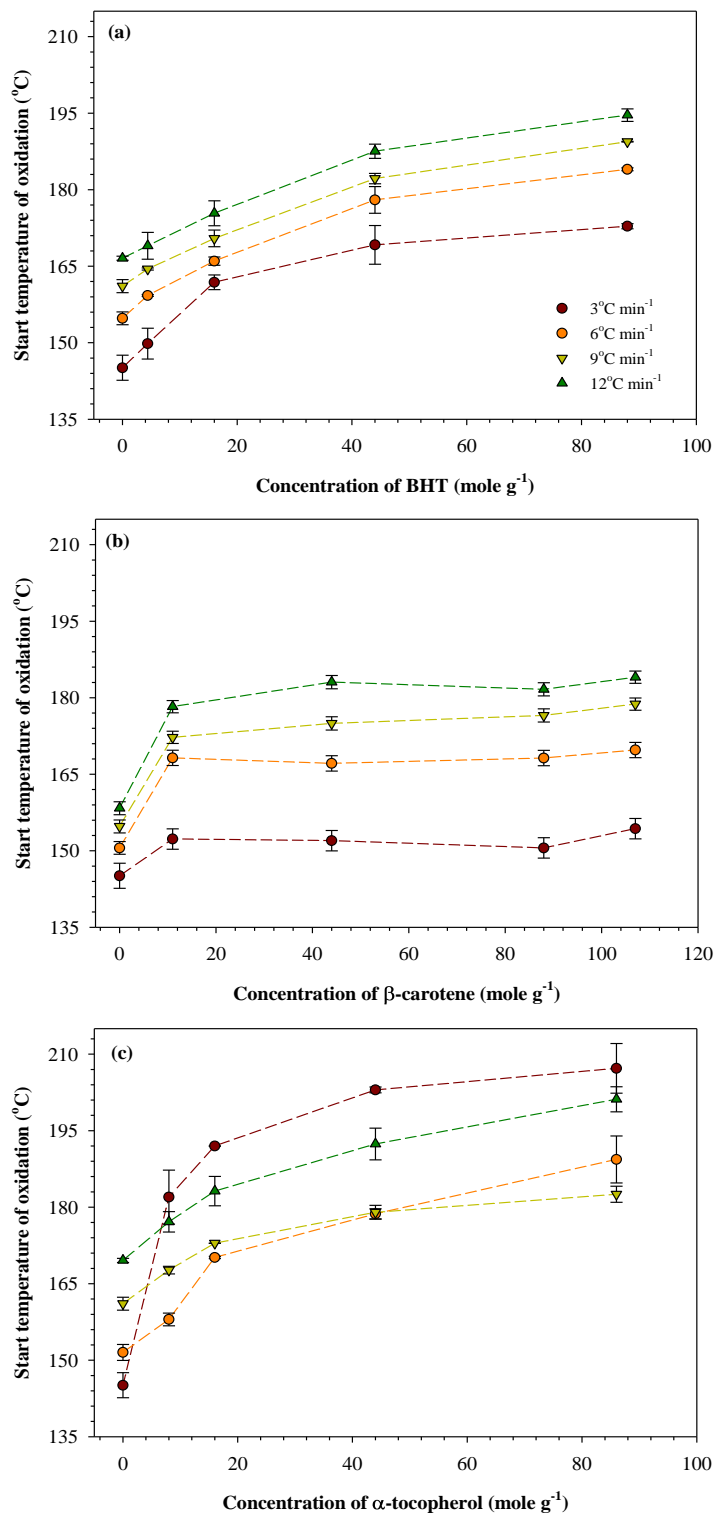 (a)
Start temperature of oxidation (°C)
210
195
180
165
150
135
3°C min⁻¹
6°C min⁻¹
9°C min⁻¹
12°C min⁻¹
0 20 40 60 80 100
Concentration of BHT (mole g⁻¹)
(b)
Start temperature of oxidation (°C)
210
195
180
165
150
135
0 20 40 60 80 100 120
Concentration of β-carotene (mole g⁻¹)
(c)
Start temperature of oxidation (°C)
210
195
180
165
150
135
0 20 40 60 80 100
Concentration of α-tocopherol (mole g⁻¹)